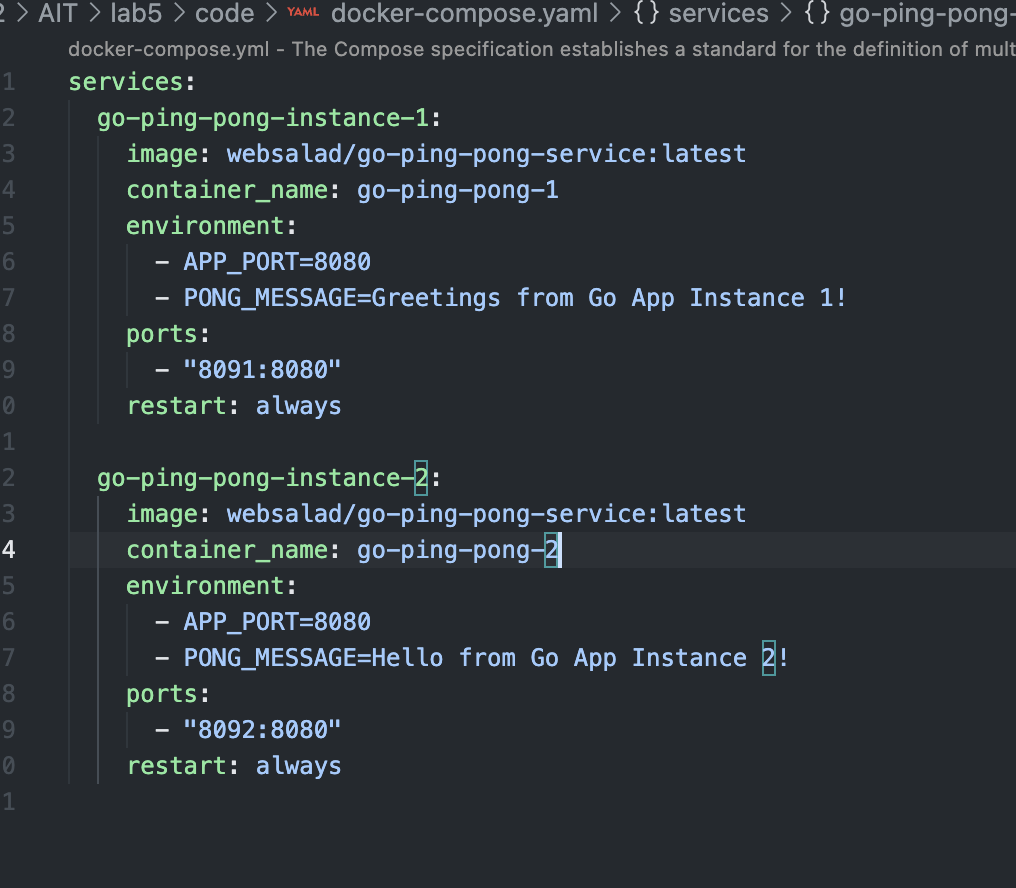 2 > AIT > lab5 > code > YAML docker-compose.yaml > {} services > {} go-ping-pong-
docker-compose.yml - The Compose specification establishes a standard for the definition of mult
1 services:
2 go-ping-pong-instance-1:
3 image: websalad/go-ping-pong-service:latest
4 container_name: go-ping-pong-1
5 environment:
6 - APP_PORT=8080
7 - PONG_MESSAGE=Greetings from Go App Instance 1!
8 ports:
9 - "8091:8080"
0 restart: always
1
2 go-ping-pong-instance-2:
3 image: websalad/go-ping-pong-service:latest
4 container_name: go-ping-pong-2
5 environment:
6 - APP_PORT=8080
7 - PONG_MESSAGE=Hello from Go App Instance 2!
8 ports:
9 - "8092:8080"
0 restart: always
1